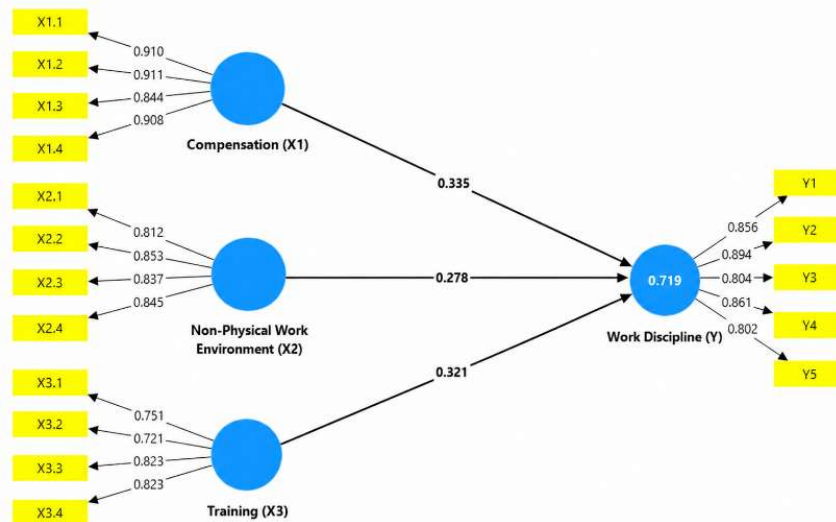 X1.1
0.910
X1.2
0.911
X1.3
0.844
X1.4
0.908
Compensation (X1)
0.335
X2.1
0.812
X2.2
0.853
X2.3
0.837
X2.4
0.845
Non-Physical Work
Environment (X2)
0.278
X3.1
0.751
X3.2
0.721
X3.3
0.823
X3.4
0.823
Training (X3)
0.321
0.719
Work Discipline (Y)
Y1
0.856
Y2
0.894
Y3
0.804
Y4
0.861
Y5
0.802